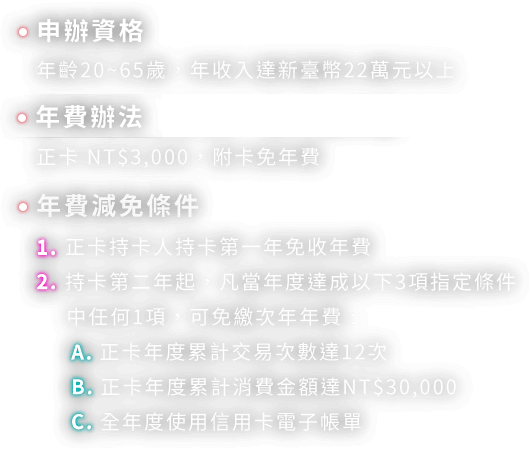 申辦資格
年齡20~65歲，年收入達新臺幣22萬元以上
年費辦法
正卡 NT$3,000，附卡免年費
年費減免條件
1. 正卡持卡人持卡第一年免收年費
2. 持卡第二年起，凡當年度達成以下3項指定條件
中任何1項，可免繳次年年費
A. 正卡年度累計交易次數達12次
B. 正卡年度累計消費金額達NT$30,000
C. 全年度使用信用卡電子帳單